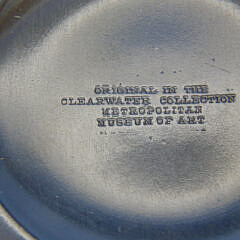 ORIGINAL IN THE
CLEARWATER COLLECTION
METROPOLITAN
MUSEUM OF ART